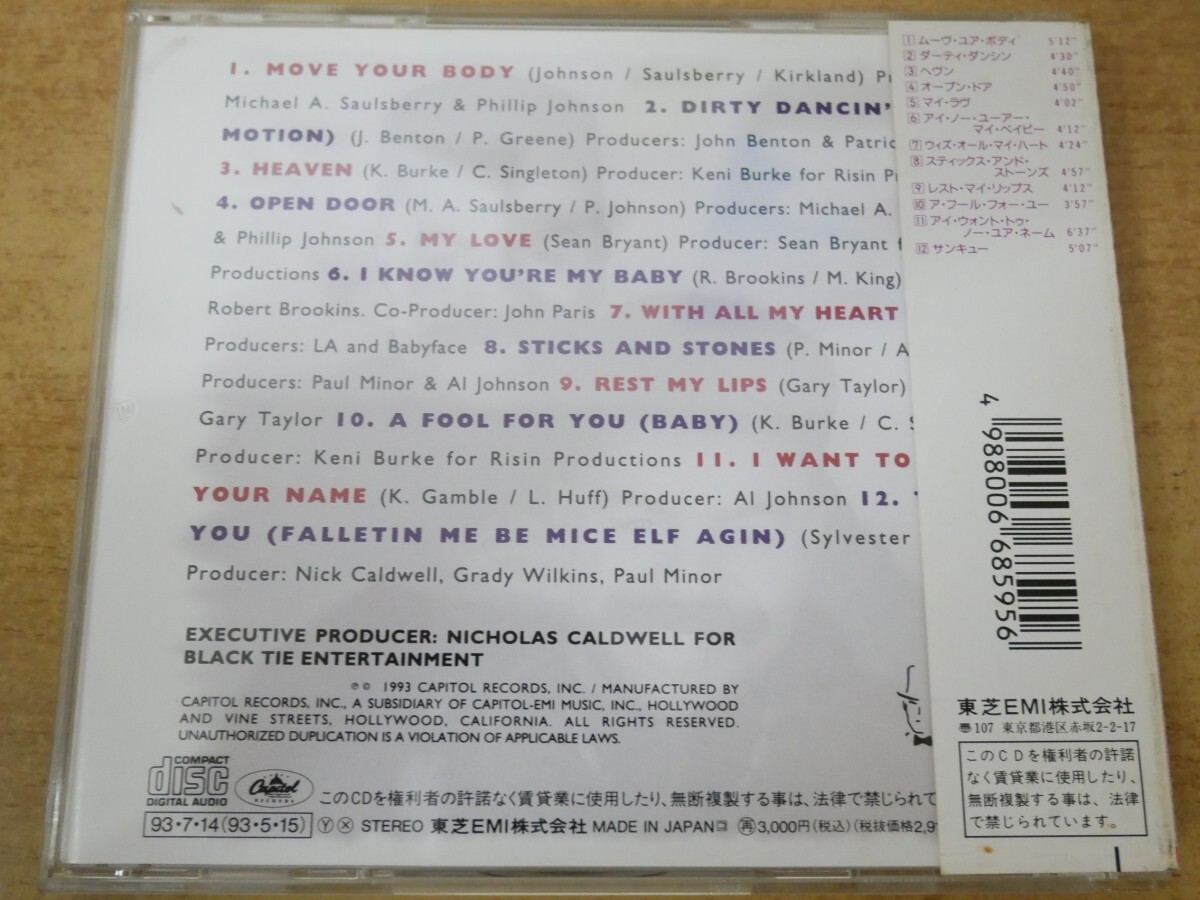 1. MOVE YOUR BODY (Johnson / Saulsberry / Kirkland)
Michael A. Saulsberry & Phillip Johnson 2. DIRTY DANCIN'
MOTION) (J. Benton / P. Greene) Producers: John Benton &
3. HEAVEN (K. Burke / C. Singleton) Producer: Keni Burke for Risin
4. OPEN DOOR (M. A. Saulsberry / P. Johnson) Producers: Michael A.
& Phillip Johnson 5. MY LOVE (Sean Bryant) Producer: Sean Bryant
Productions 6. I KNOW YOU'RE MY BABY (R. Brookins / M. King)
Robert Brookins. Co-Producer: John Paris 7. WITH ALL MY HEART
Producers: LA and Babyface 8. STICKS AND STONES (P. Minor /
Producers: Paul Minor & Al Johnson 9. REST MY LIPS (Gary Taylor)
Gary Taylor 10. A FOOL FOR YOU (BABY) (K. Burke / C.
Producer: Keni Burke for Risin Productions 11. I WANT TO
YOUR NAME (K. Gamble / L. Huff) Producer: Al Johnson 12.
YOU (FALLETIN ME BE MICE ELF AGIN) (Sylvester
Producer: Nick Caldwell, Grady Wilkins, Paul Minor
EXECUTIVE PRODUCER: NICHOLAS CALDWELL FOR
BLACK TIE ENTERTAINMENT
℗© 1993 CAPITOL RECORDS, INC. / MANUFACTURED BY
CAPITOL RECORDS, INC., A SUBSIDIARY OF CAPITOL-EMI MUSIC, INC., HOLLYWOOD
AND VINE STREETS, HOLLYWOOD, CALIFORNIA. ALL RIGHTS RESERVED.
UNAUTHORIZED DUPLICATION IS A VIOLATION OF APPLICABLE LAWS.
COMPACT
disc
DIGITAL AUDIO
Capitol
RECORDS
このCDを権利者の許諾なく賃貸業に使用したり、無断複製する事は、法律で禁じられて
93・7・14(93・5・15) Ⓨ Ⓧ STEREO 東芝EMI株式会社 MADE IN JAPAN ㊢3,000円(税込)(税抜価格2,9
1 ムーヴ・ユア・ボディ 5'12"
2 ダーティ・ダンシン 4'30"
3 ヘヴン 4'40"
4 オープン・ドア 4'50"
5 マイ・ラヴ 4'02"
6 アイ・ノー・ユーアー・
マイ・ベイビー 4'12"
7 ウィズ・オール・マイ・ハート 4'24"
8 スティックス・アンド・
ストーンズ 4'57"
9 レスト・マイ・リップス 4'12"
10 ア・フール・フォー・ユー 3'57"
11 アイ・ウォント・トゥ・
ノー・ユア・ネーム 6'37"
12 サンキュー 5'07"
4 988006 685956
東芝EMI株式会社
〠107 東京都港区赤坂2-2-17
このCDを権利者の許諾
なく賃貸業に使用したり、
無断複製する事は、法律
で禁じられています。